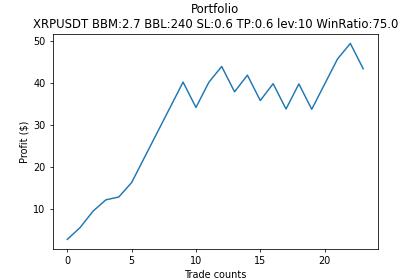 Portfolio
XRPUSDT BBM:2.7 BBL:240 SL:0.6 TP:0.6 lev:10 WinRatio:75.0
50
40
30
20
10
Profit ($)
0 5 10 15 20
Trade counts